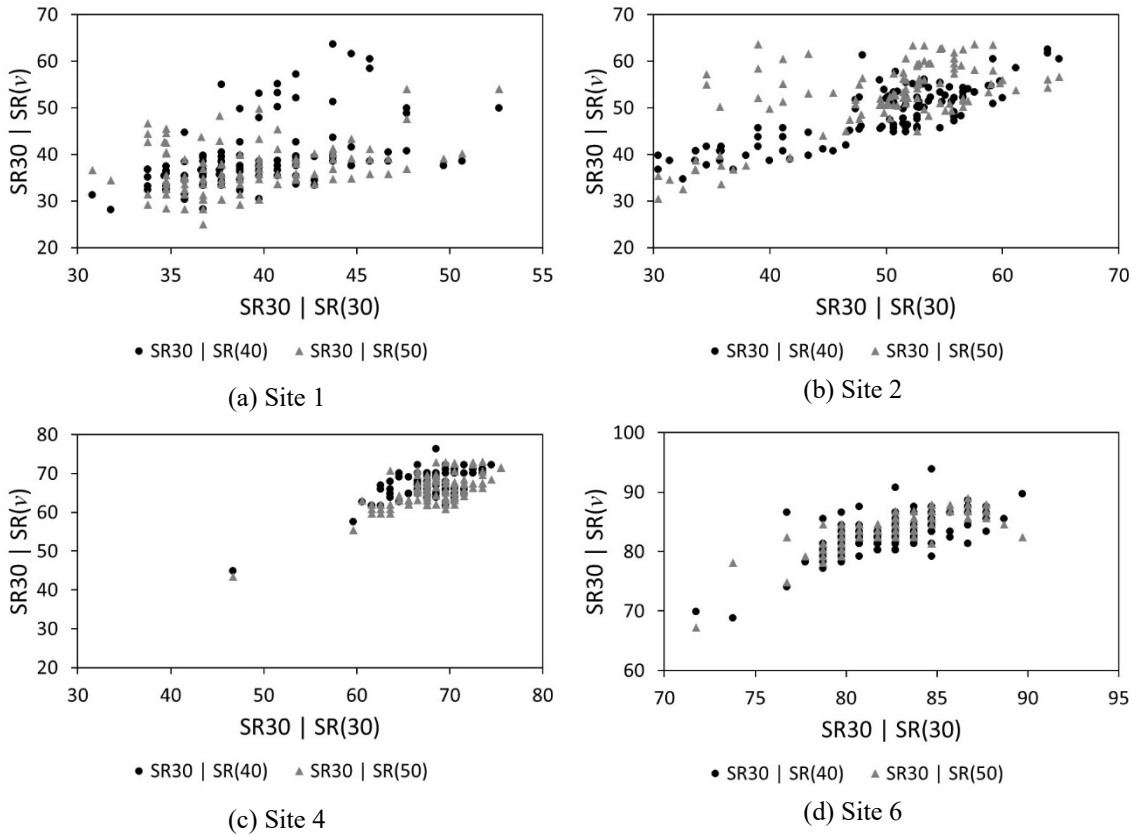 70
60
50
40
30
20
SR30 | SR(v)
30 35 40 45 50 55
SR30 | SR(30)
● SR30 | SR(40) ▲ SR30 | SR(50)
(a) Site 1
70
60
50
40
30
20
SR30 | SR(v)
30 40 50 60 70
SR30 | SR(30)
● SR30 | SR(40) ▲ SR30 | SR(50)
(b) Site 2
80
70
60
50
40
30
20
SR30 | SR(v)
30 40 50 60 70 80
SR30 | SR(30)
● SR30 | SR(40) ▲ SR30 | SR(50)
(c) Site 4
100
90
80
70
60
SR30 | SR(v)
70 75 80 85 90 95
SR30 | SR(30)
● SR30 | SR(40) ▲ SR30 | SR(50)
(d) Site 6